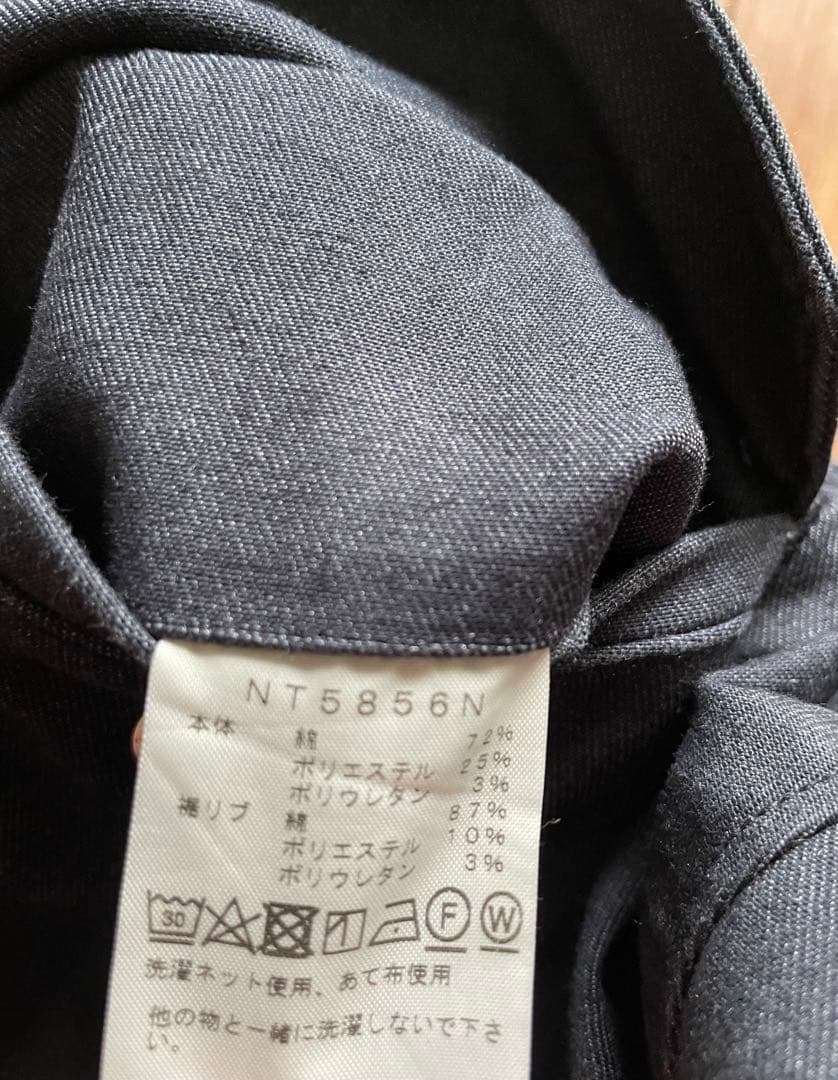 NT5856N
本体 綿 72%
ポリエステル 25%
ポリウレタン 3%
裾リブ 綿 87%
ポリエステル 10%
ポリウレタン 3%
30 F W
洗濯ネット使用、あて布使用
他の物と一緒に洗濯しないで下さ
い。